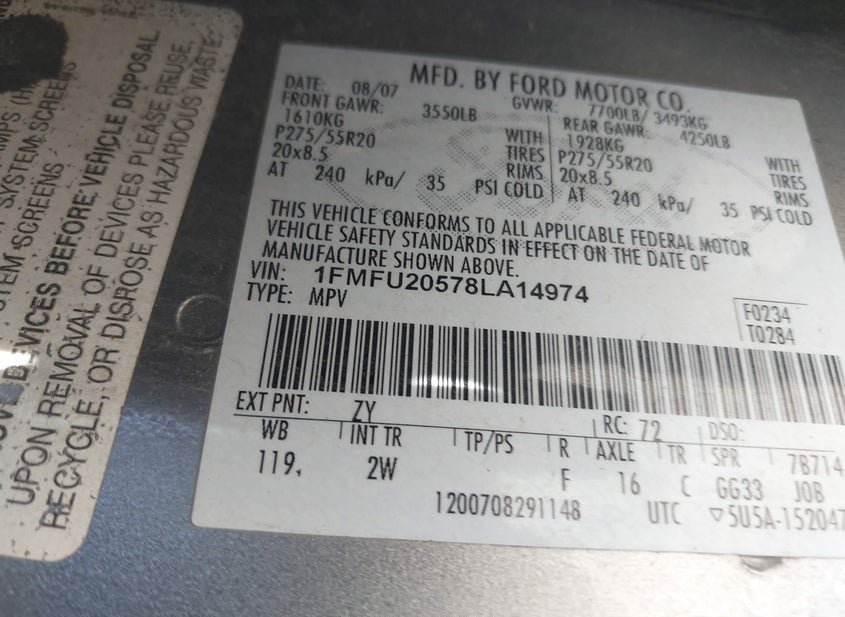 MPS (H
SYSTEM SCREENS
TEM SCREENS
DEVICES BEFORE VEHICLE DISPOSAL.
UPON REMOVAL OF DEVICES PLEASE REUSE,
RECYCLE, OR DISPOSE AS HAZARDOUS WASTE.
MFD. BY FORD MOTOR CO.
DATE: 08/07 GVWR: 7700LB/ 3493KG
FRONT GAWR: 3550LB REAR GAWR: 4250LB
1610KG WITH 1928KG WITH
P275/55R20 TIRES P275/55R20 TIRES
20x8.5 RIMS 20x8.5 RIMS
AT 240 kPa/ 35 PSI COLD AT 240 kPa/ 35 PSI COLD
THIS VEHICLE CONFORMS TO ALL APPLICABLE FEDERAL MOTOR
VEHICLE SAFETY STANDARDS IN EFFECT ON THE DATE OF
MANUFACTURE SHOWN ABOVE.
VIN: 1FMFU20578LA14974
TYPE: MPV
F0234
T0284
EXT PNT: ZY RC: 72 DSO:
WB INT TR TP/PS R AXLE TR SPR 7B714
119. 2W F 16 C GG33 JOB
1200708291148 UTC ▽5U5A-152047